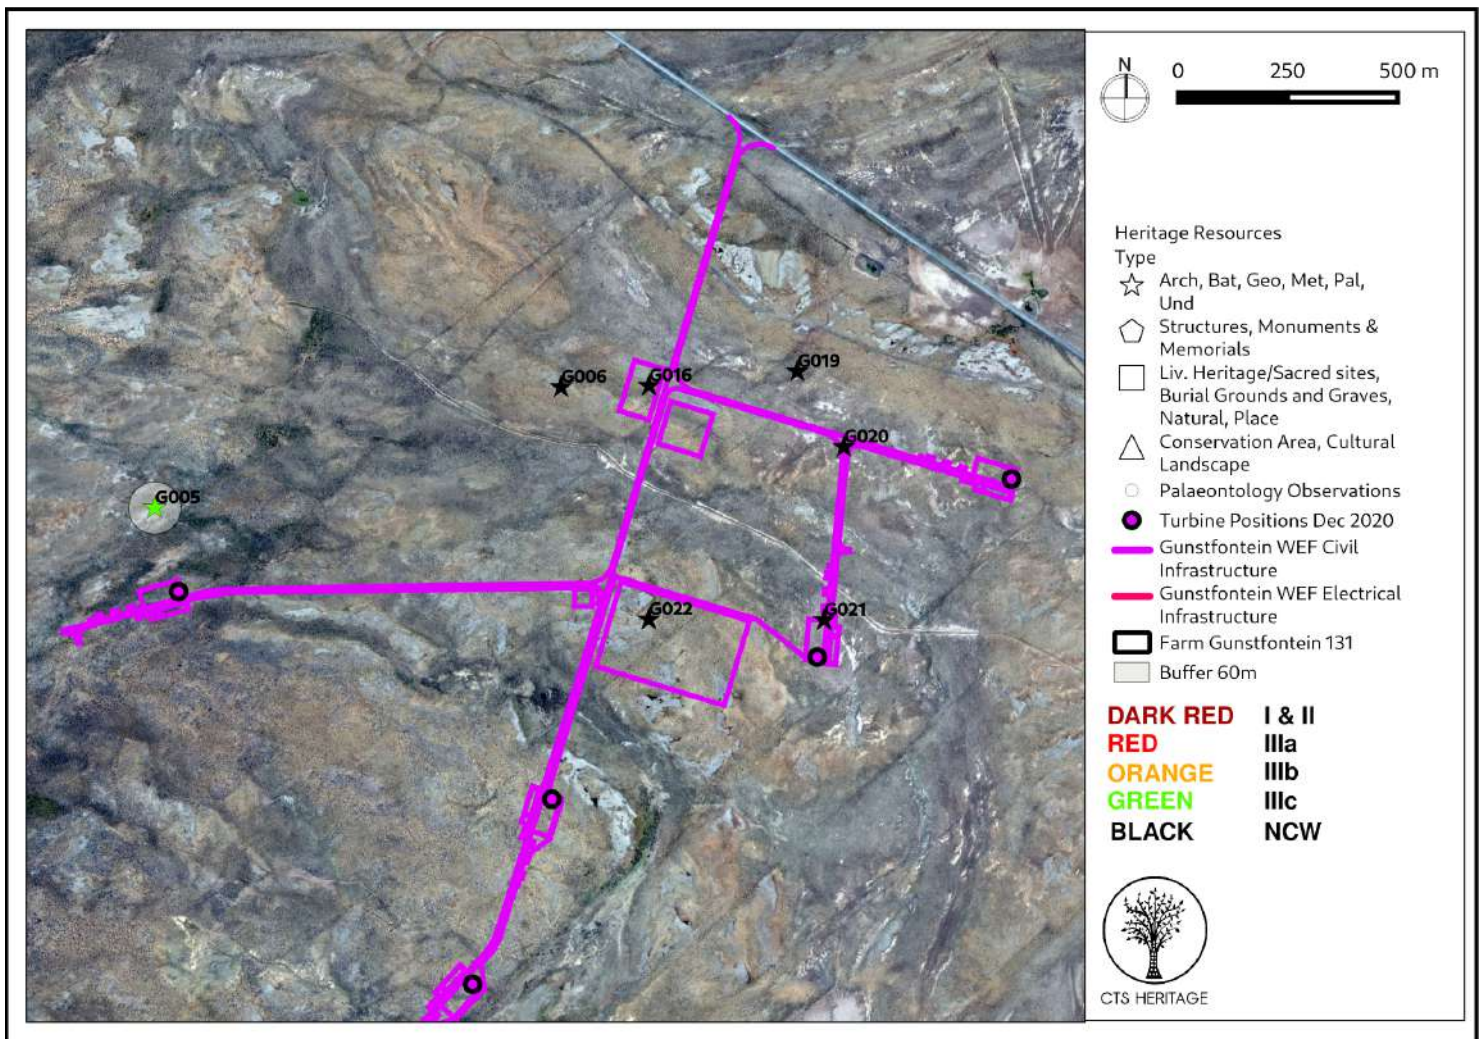 N
0 250 500 m
Heritage Resources
Type
Arch, Bat, Geo, Met, Pal,
Und
Structures, Monuments &
Memorials
Liv. Heritage/Sacred sites,
Burial Grounds and Graves,
Natural, Place
Conservation Area, Cultural
Landscape
Palaeontology Observations
Turbine Positions Dec 2020
Gunstfontein WEF Civil
Infrastructure
Gunstfontein WEF Electrical
Infrastructure
Farm Gunstfontein 131
Buffer 60m
DARK RED I & II
RED IIIa
ORANGE IIIb
GREEN IIIc
BLACK NCW
CTS HERITAGE
G019
G006
G016
G020
G005
G022
G021